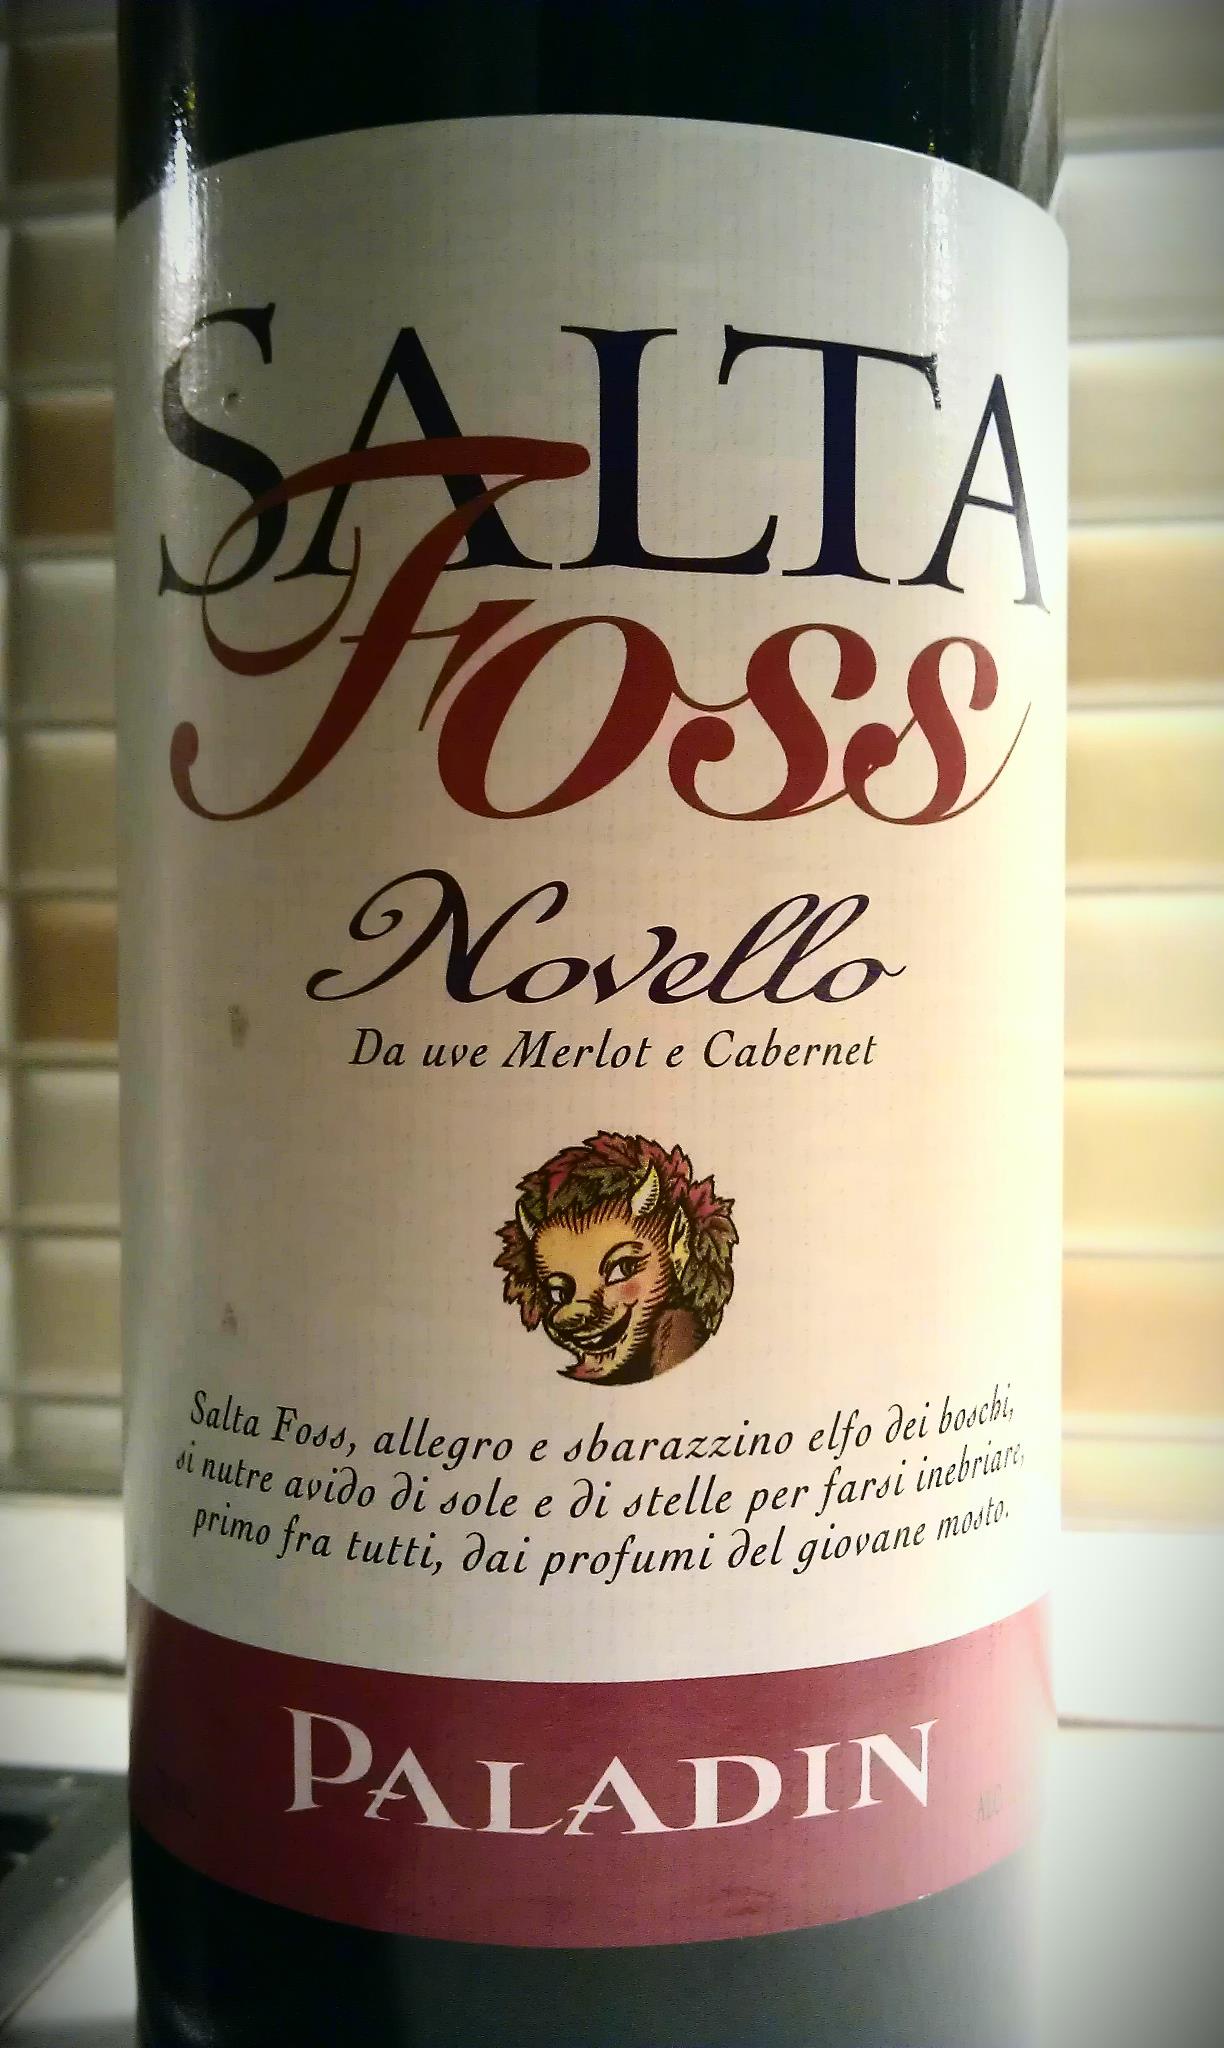 SALTA
Foss
Novello
Da uve Merlot e Cabernet
Salta Foss, allegro e sbarazzino elfo dei boschi,
si nutre avido di sole e di stelle per farsi inebriare,
primo fra tutti, dai profumi del giovane mosto.
PALADIN